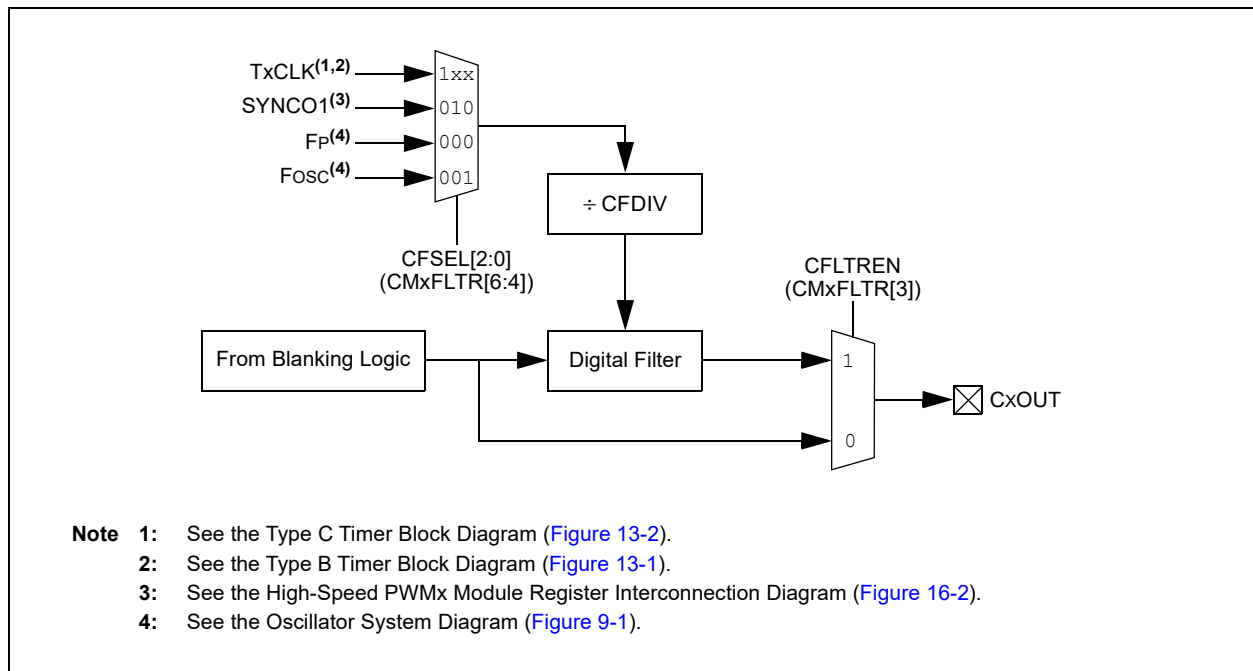 TxCLK(1,2)
SYNCO1(3)
FP(4)
FOSC(4)
1xx
010
000
001
÷ CFDIV
CFSEL[2:0]
(CMxFLTR[6:4])
CFLTREN
(CMxFLTR[3])
From Blanking Logic
Digital Filter
1
0
CxOUT
Note 1: See the Type C Timer Block Diagram (Figure 13-2).
2: See the Type B Timer Block Diagram (Figure 13-1).
3: See the High-Speed PWMx Module Register Interconnection Diagram (Figure 16-2).
4: See the Oscillator System Diagram (Figure 9-1).